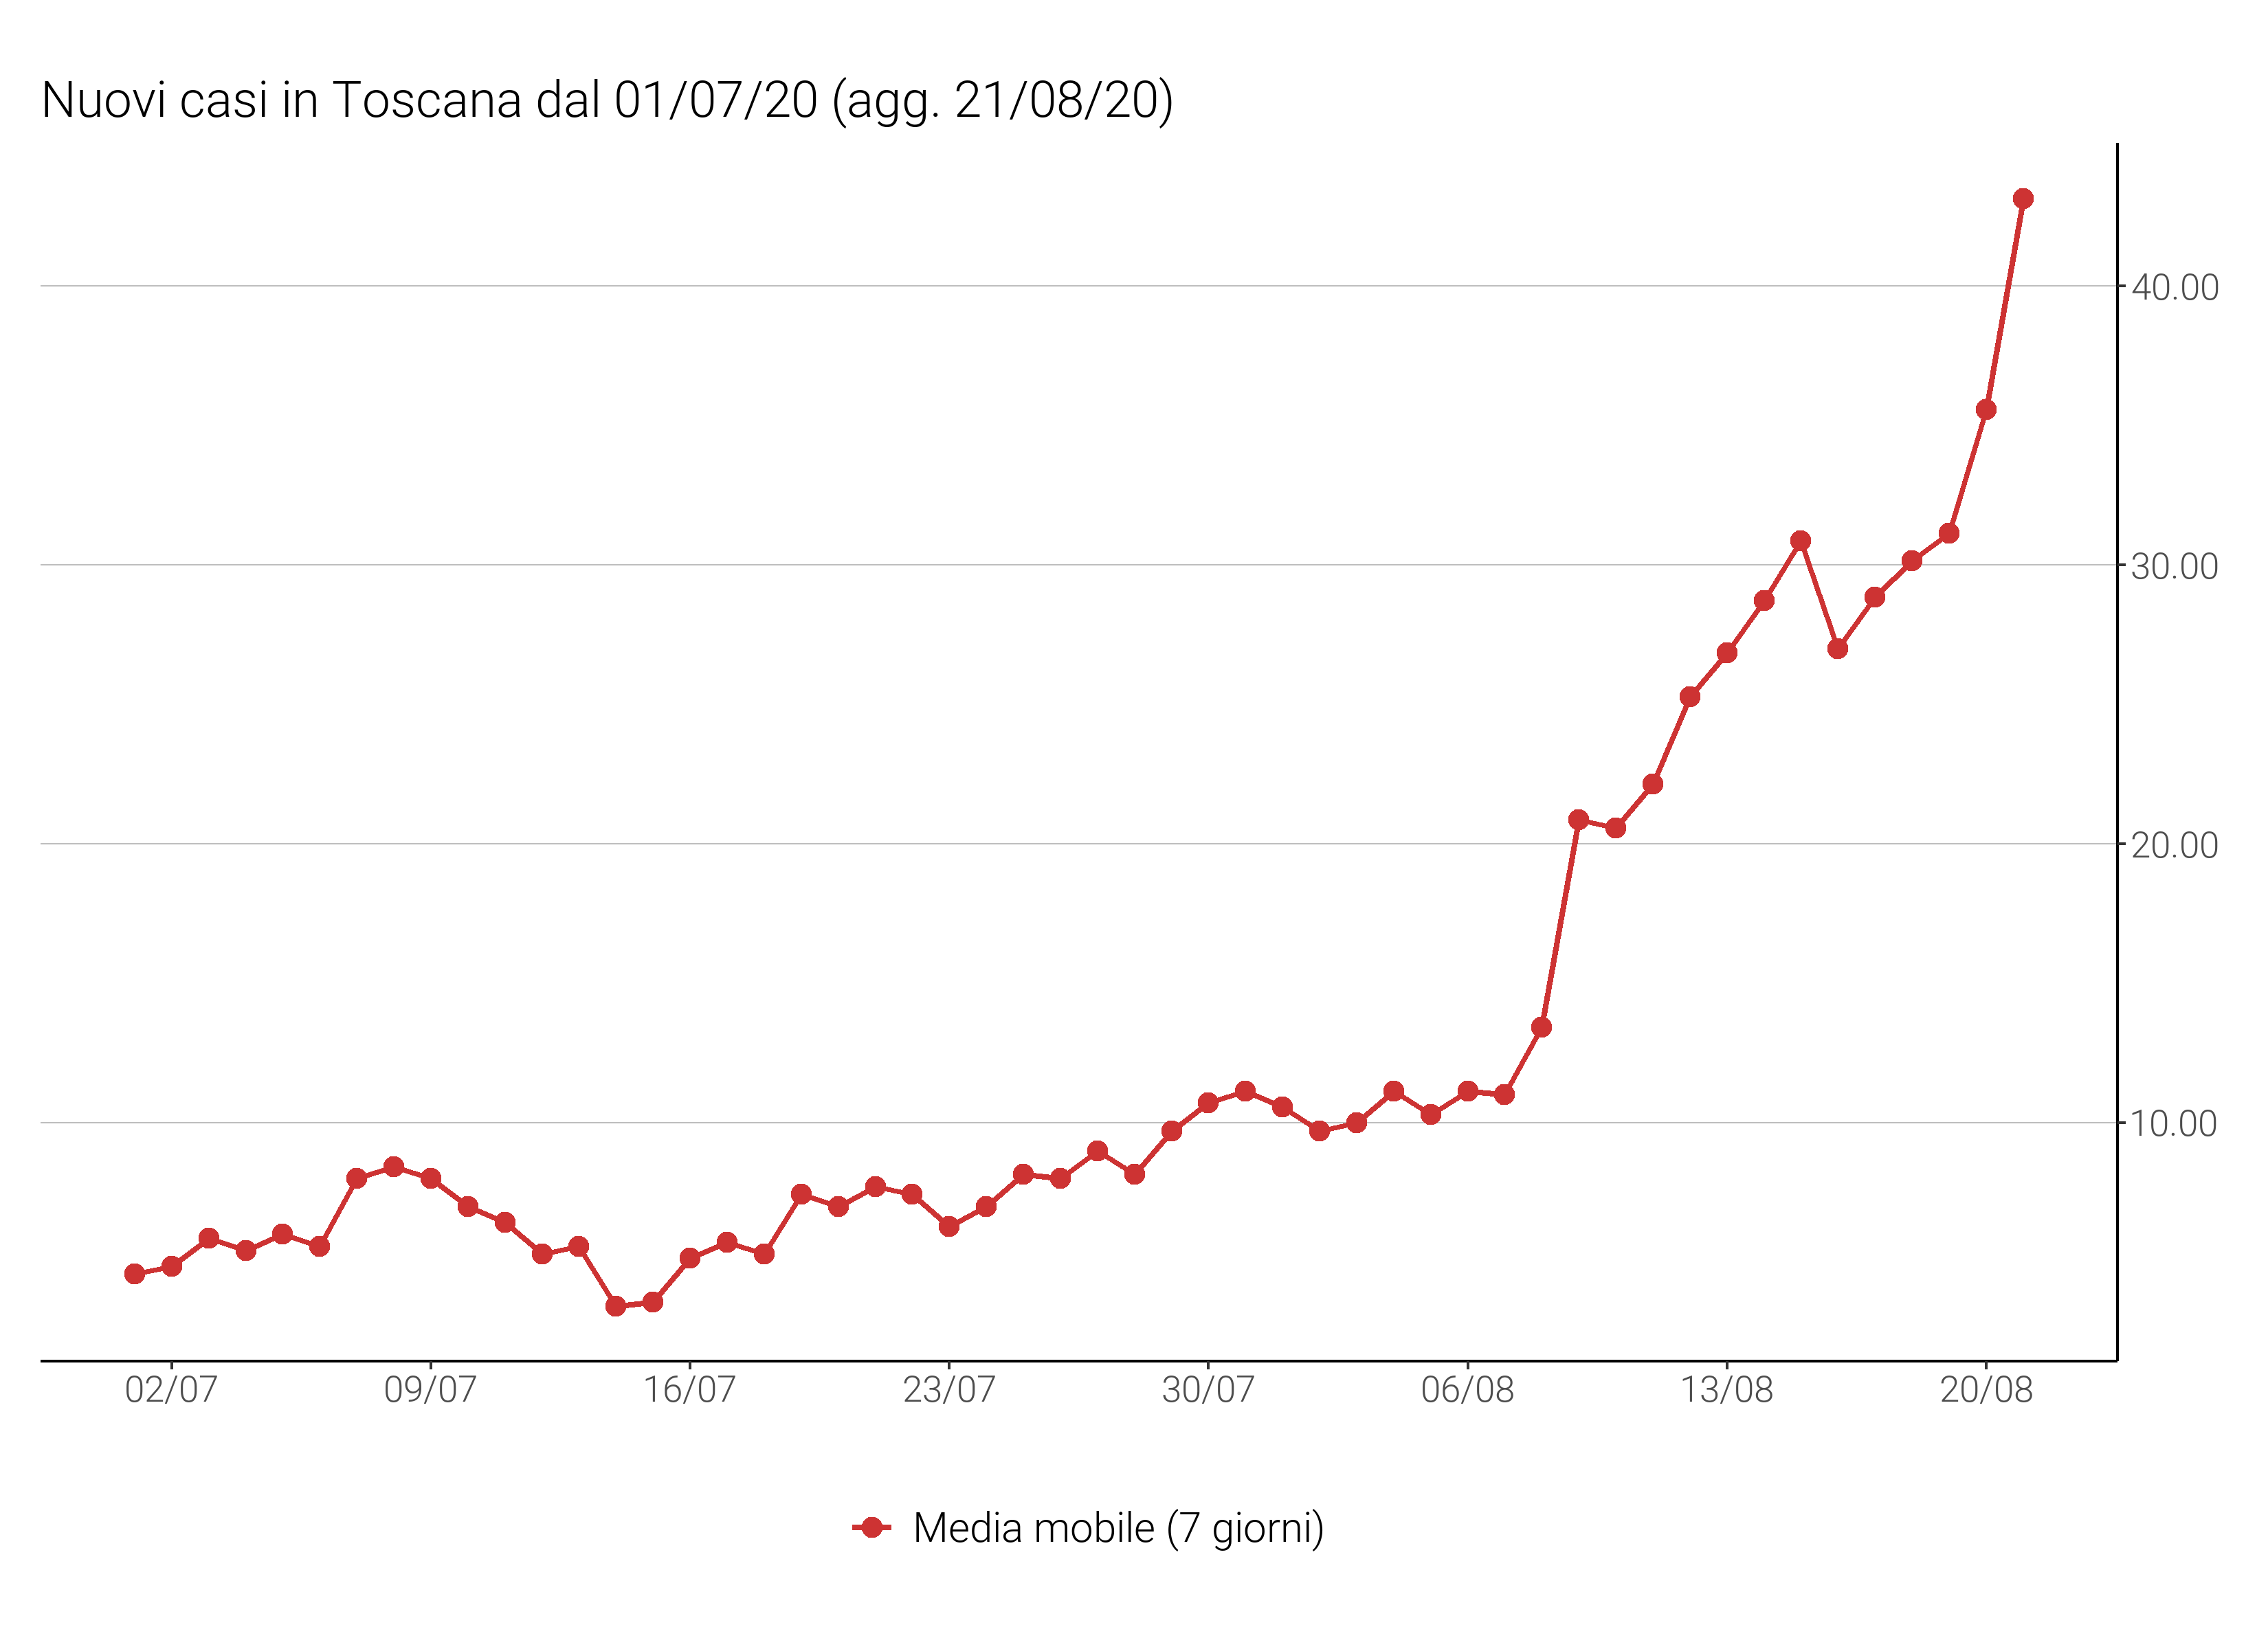 Nuovi casi in Toscana dal 01/07/20 (agg. 21/08/20)
40.00
30.00
20.00
10.00
02/07 09/07 16/07 23/07 30/07 06/08 13/08 20/08
Media mobile (7 giorni)